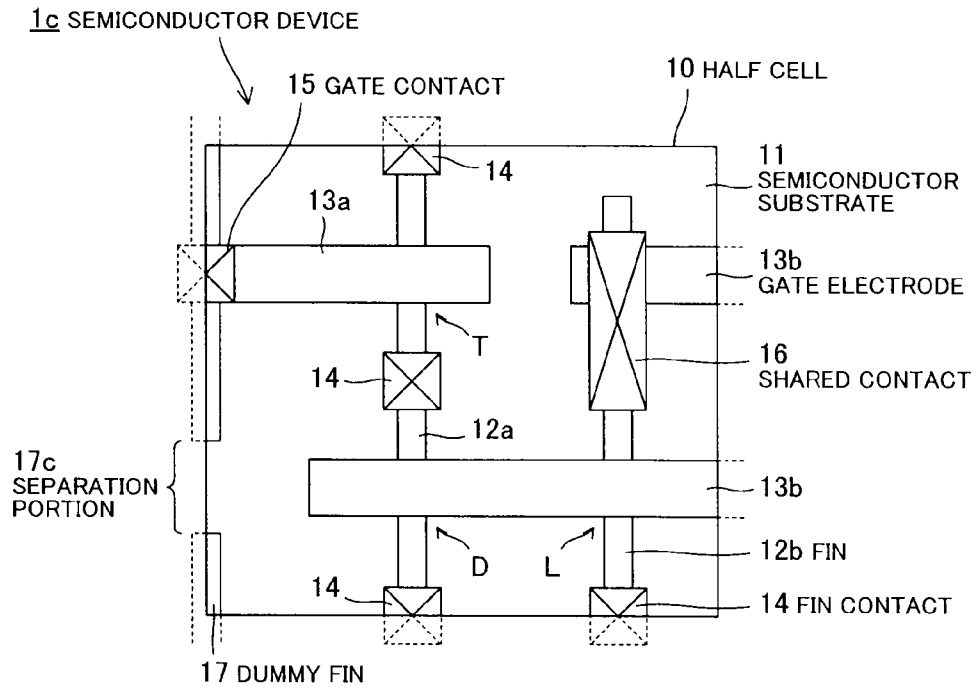 1c SEMICONDUCTOR DEVICE
15 GATE CONTACT
10 HALF CELL
14
11
SEMICONDUCTOR
SUBSTRATE
13a
13b
GATE ELECTRODE
T
16
SHARED CONTACT
14
12a
17c
SEPARATION
PORTION
13b
D
L
12b FIN
14
14 FIN CONTACT
17 DUMMY FIN